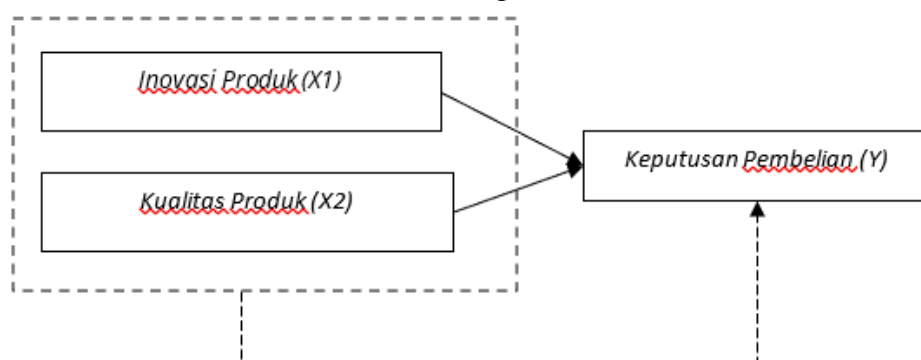 Inovasi Produk (X1)
Keputusan Pembelian (Y)
Kualitas Produk (X2)